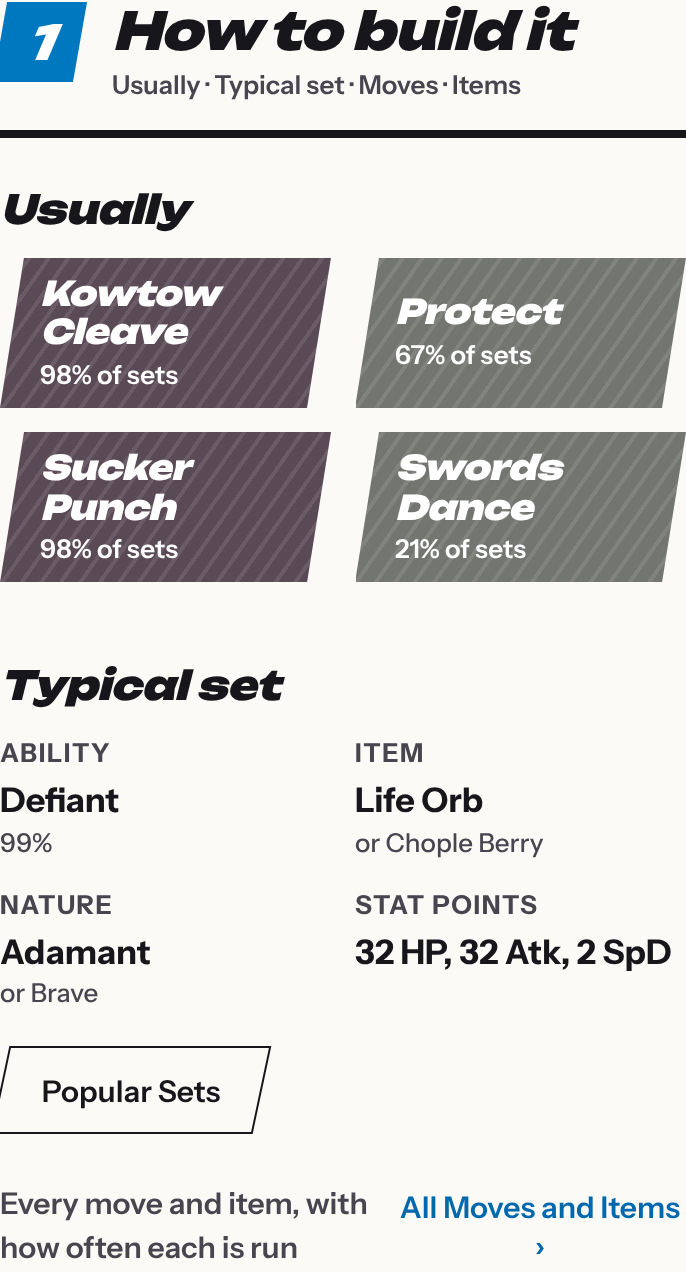 1
How to build it
Usually · Typical set · Moves · Items
Usually
Kowtow
Cleave
98% of sets
Protect
67% of sets
Sucker
Punch
98% of sets
Swords
Dance
21% of sets
Typical set
ABILITY
Defiant
99%
ITEM
Life Orb
or Chople Berry
NATURE
Adamant
or Brave
STAT POINTS
32 HP, 32 Atk, 2 SpD
Popular Sets
Every move and item, with
how often each is run
All Moves and Items
›